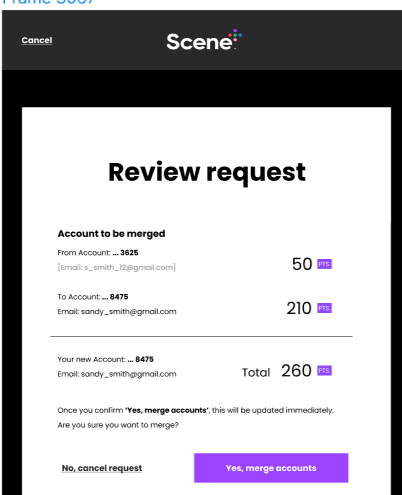 Frame 3067
Cancel
Scene
Review request
Account to be merged
From Account: ... 3625
[Email: s_smith_12@gmail.com]
50 PTS
To Account: ... 8475
Email: sandy_smith@gmail.com
210 PTS
Your new Account: ... 8475
Email: sandy_smith@gmail.com
Total 260 PTS
Once you confirm ‘Yes, merge accounts’, this will be updated immediately.
Are you sure you want to merge?
No, cancel request
Yes, merge accounts